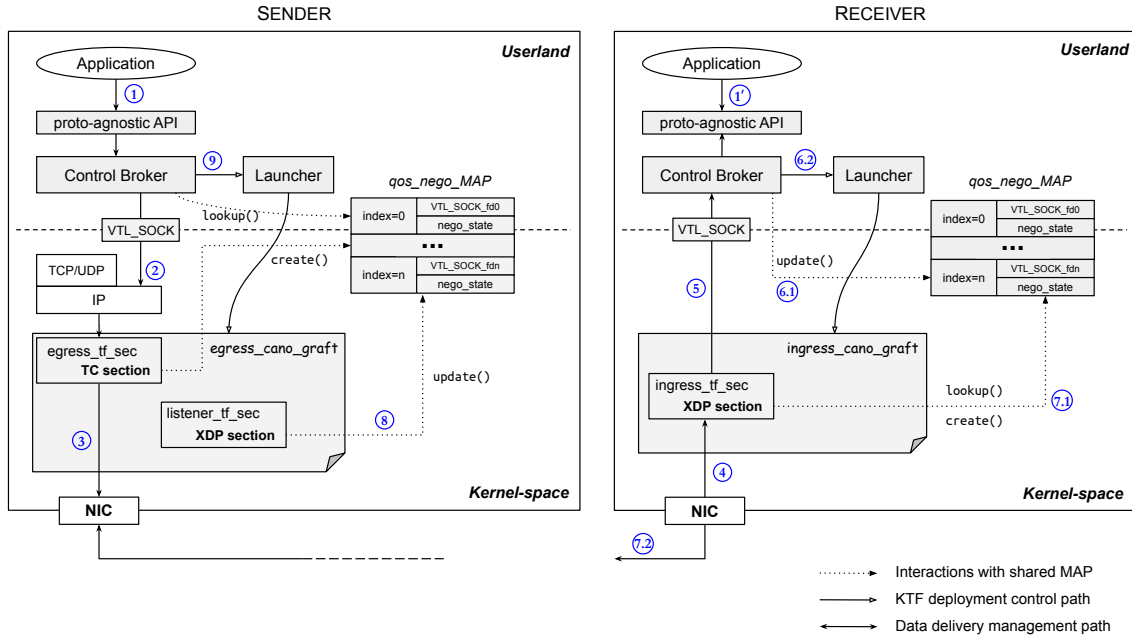 SENDER
Userland
Application
1
proto-agnostic API
9
Control Broker
Launcher
qos_nego_MAP
lookup()
index=0
VTL_SOCK_fd0
nego_state
VTL_SOCK
...
create()
TCP/UDP
2
index=n
VTL_SOCK_fdn
nego_state
IP
egress_tf_sec
TC section
egress_cano_graft
update()
listener_tf_sec
XDP section
8
3
Kernel-space
NIC
RECEIVER
Userland
Application
1'
proto-agnostic API
6.2
Control Broker
Launcher
qos_nego_MAP
index=0
VTL_SOCK_fd0
nego_state
VTL_SOCK
...
update()
index=n
VTL_SOCK_fdn
nego_state
5
6.1
ingress_cano_graft
ingress_tf_sec
XDP section
lookup()
7.1
create()
4
Kernel-space
NIC
7.2
Interactions with shared MAP
KTF deployment control path
Data delivery management path